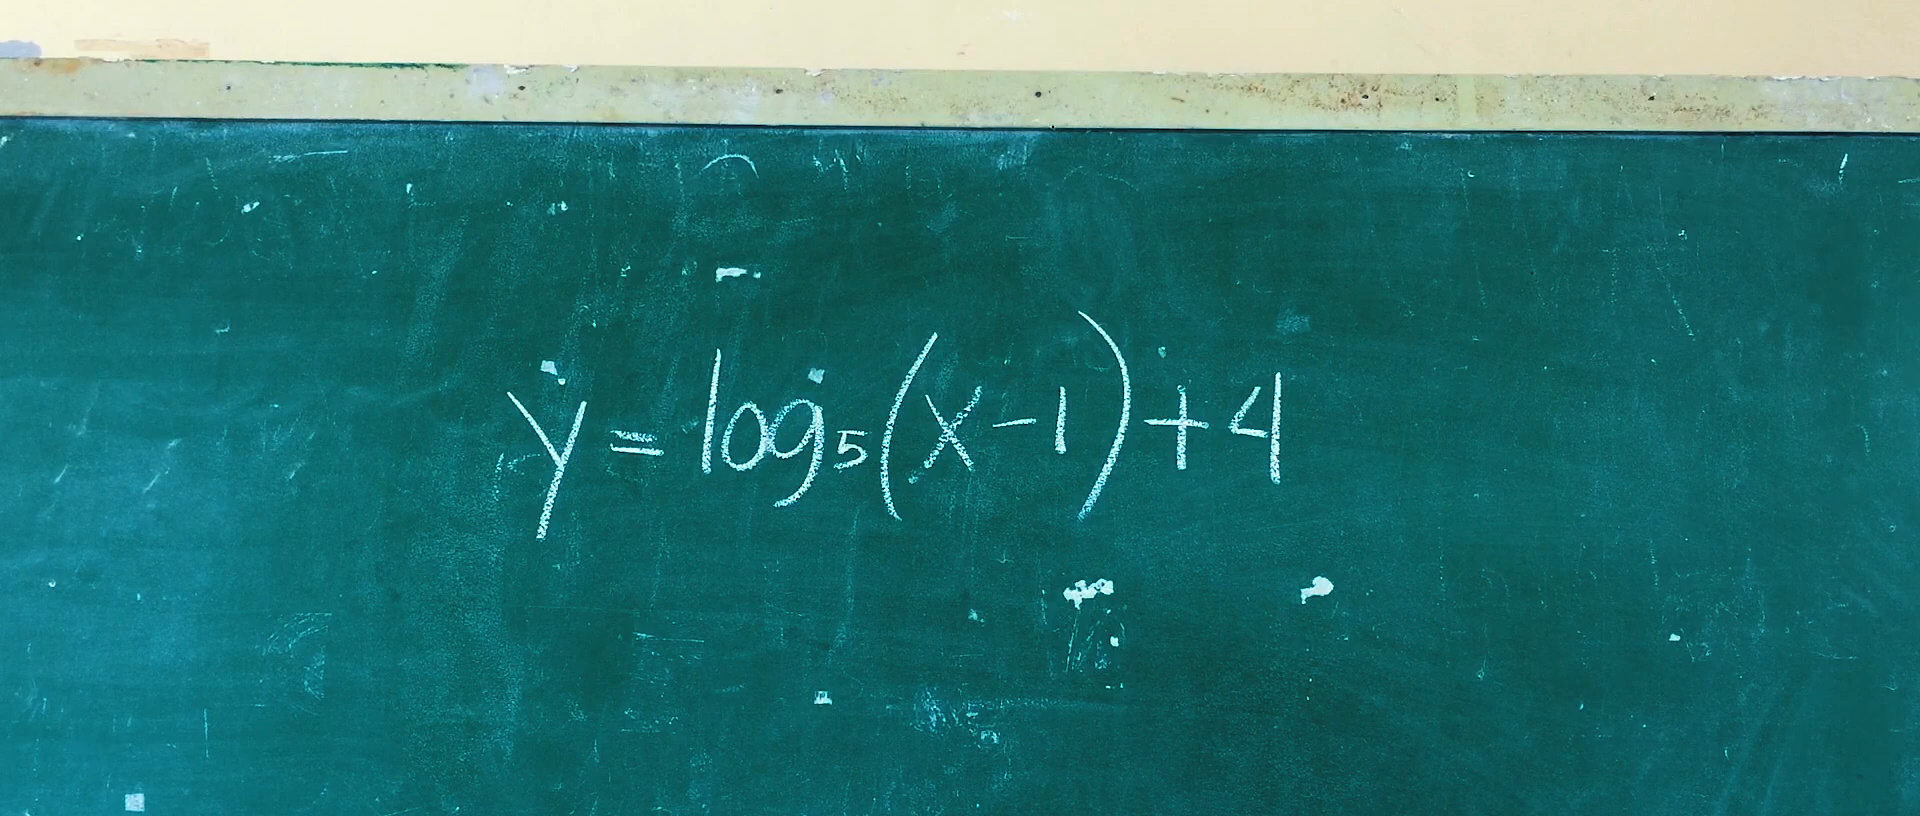 y = log₅(x-1)+4